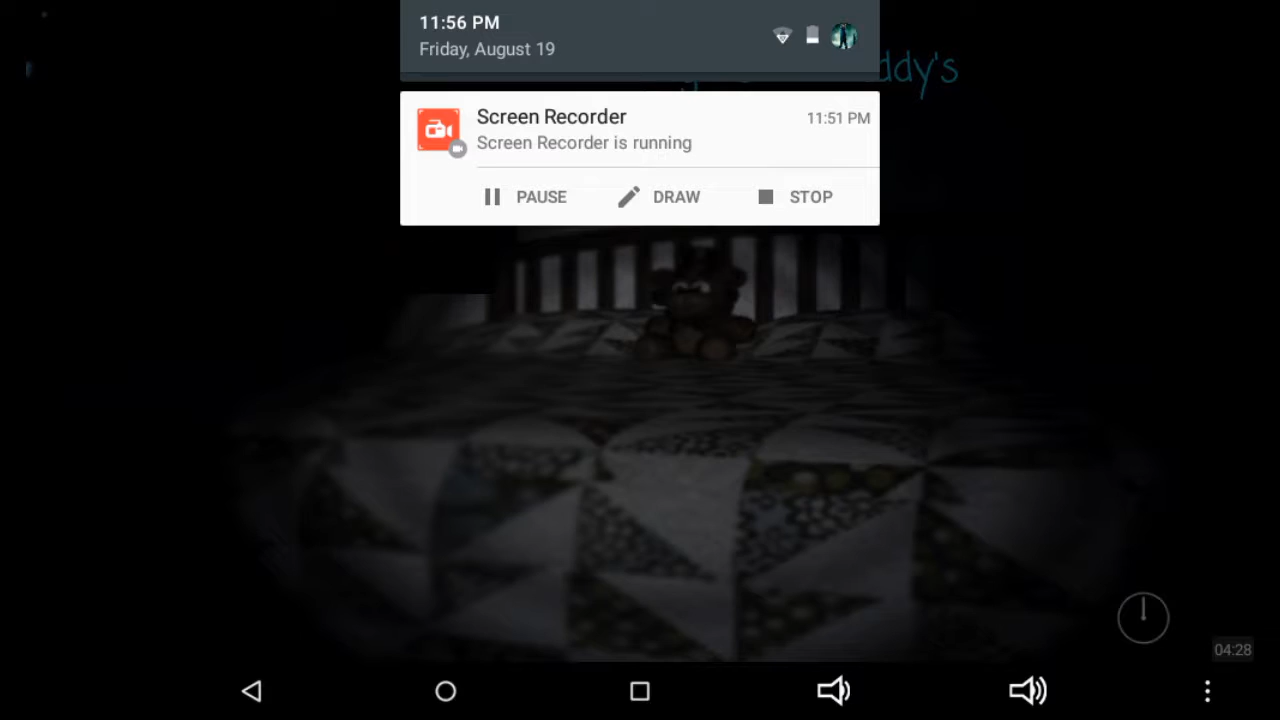 11:56 PM
Friday, August 19
ddy's
Screen Recorder
11:51 PM
Screen Recorder is running
PAUSE
DRAW
STOP
04:28